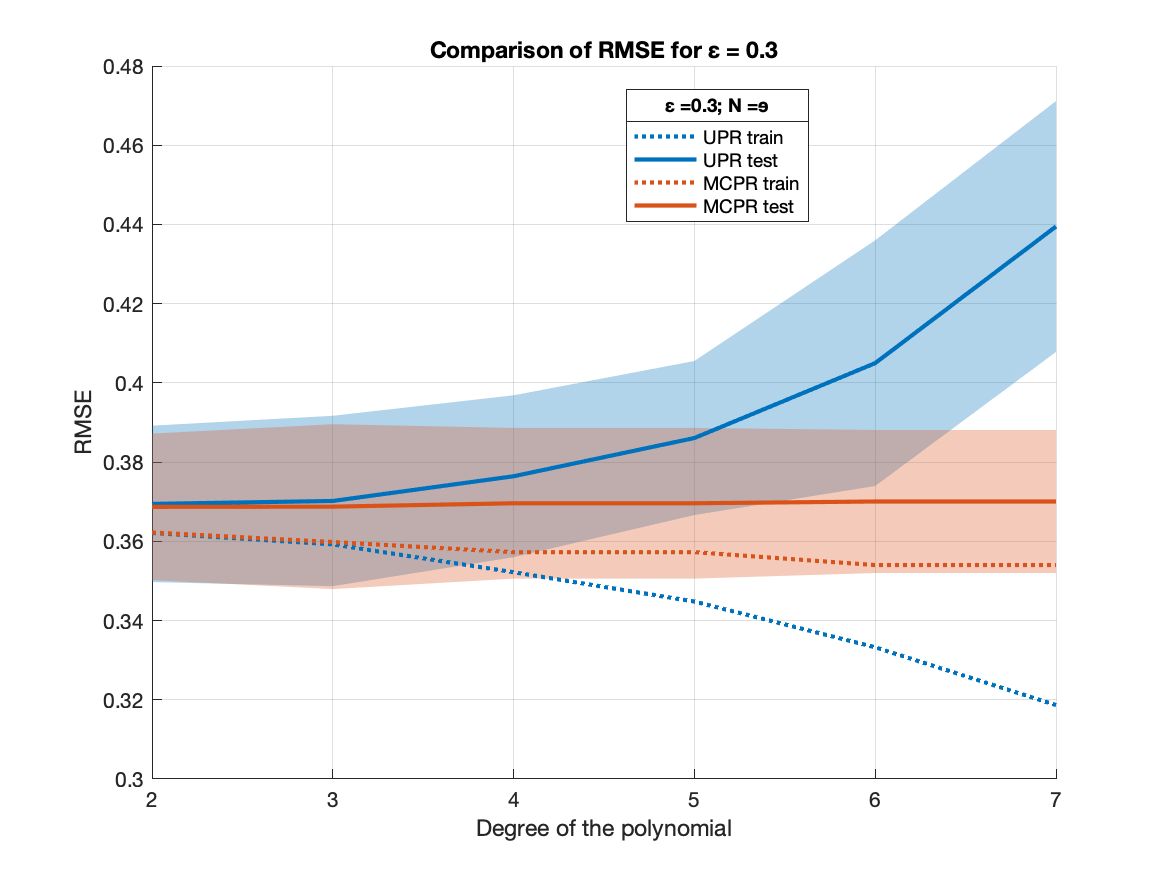 Comparison of RMSE for ε = 0.3
0.48
0.46
0.44
0.42
0.4
0.38
0.36
0.34
0.32
0.3
RMSE
ε =0.3; N =ɘ
UPR train
UPR test
MCPR train
MCPR test
2 3 4 5 6 7
Degree of the polynomial